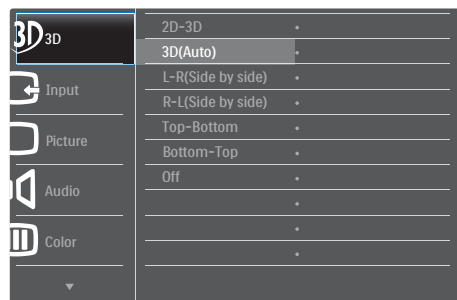 3D 3D
Input
Picture
Audio
Color
2D-3D
3D(Auto)
L-R(Side by side)
R-L(Side by side)
Top-Bottom
Bottom-Top
Off